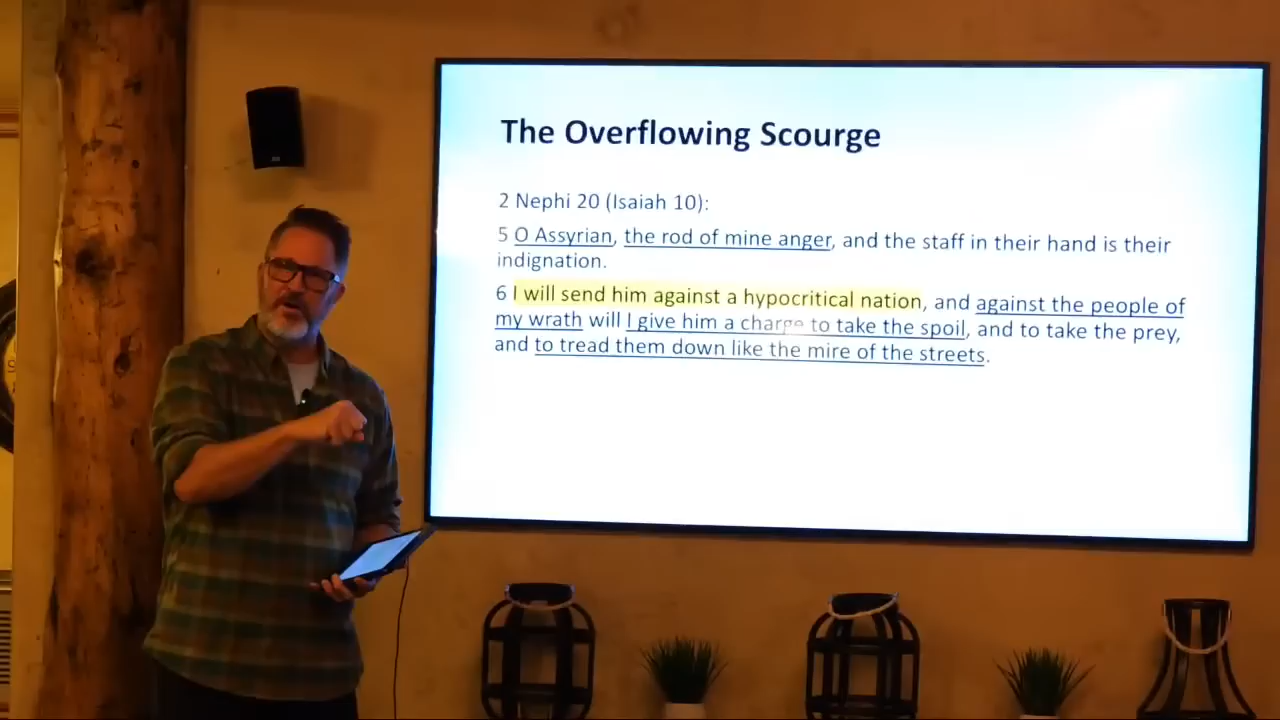 The Overflowing Scourge
2 Nephi 20 (Isaiah 10):
5 O Assyrian, the rod of mine anger, and the staff in their hand is their
indignation.
6 I will send him against a hypocritical nation, and against the people of
my wrath will I give him a charge to take the spoil, and to take the prey,
and to tread them down like the mire of the streets.